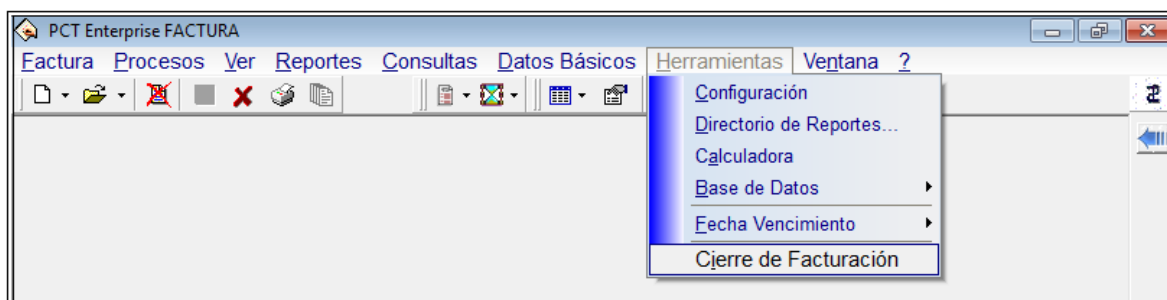 PCT Enterprise FACTURA
Factura Procesos Ver Reportes Consultas Datos Básicos Herramientas Ventana ?
Configuración
Directorio de Reportes...
Calculadora
Base de Datos
Fecha Vencimiento
Cierre de Facturación